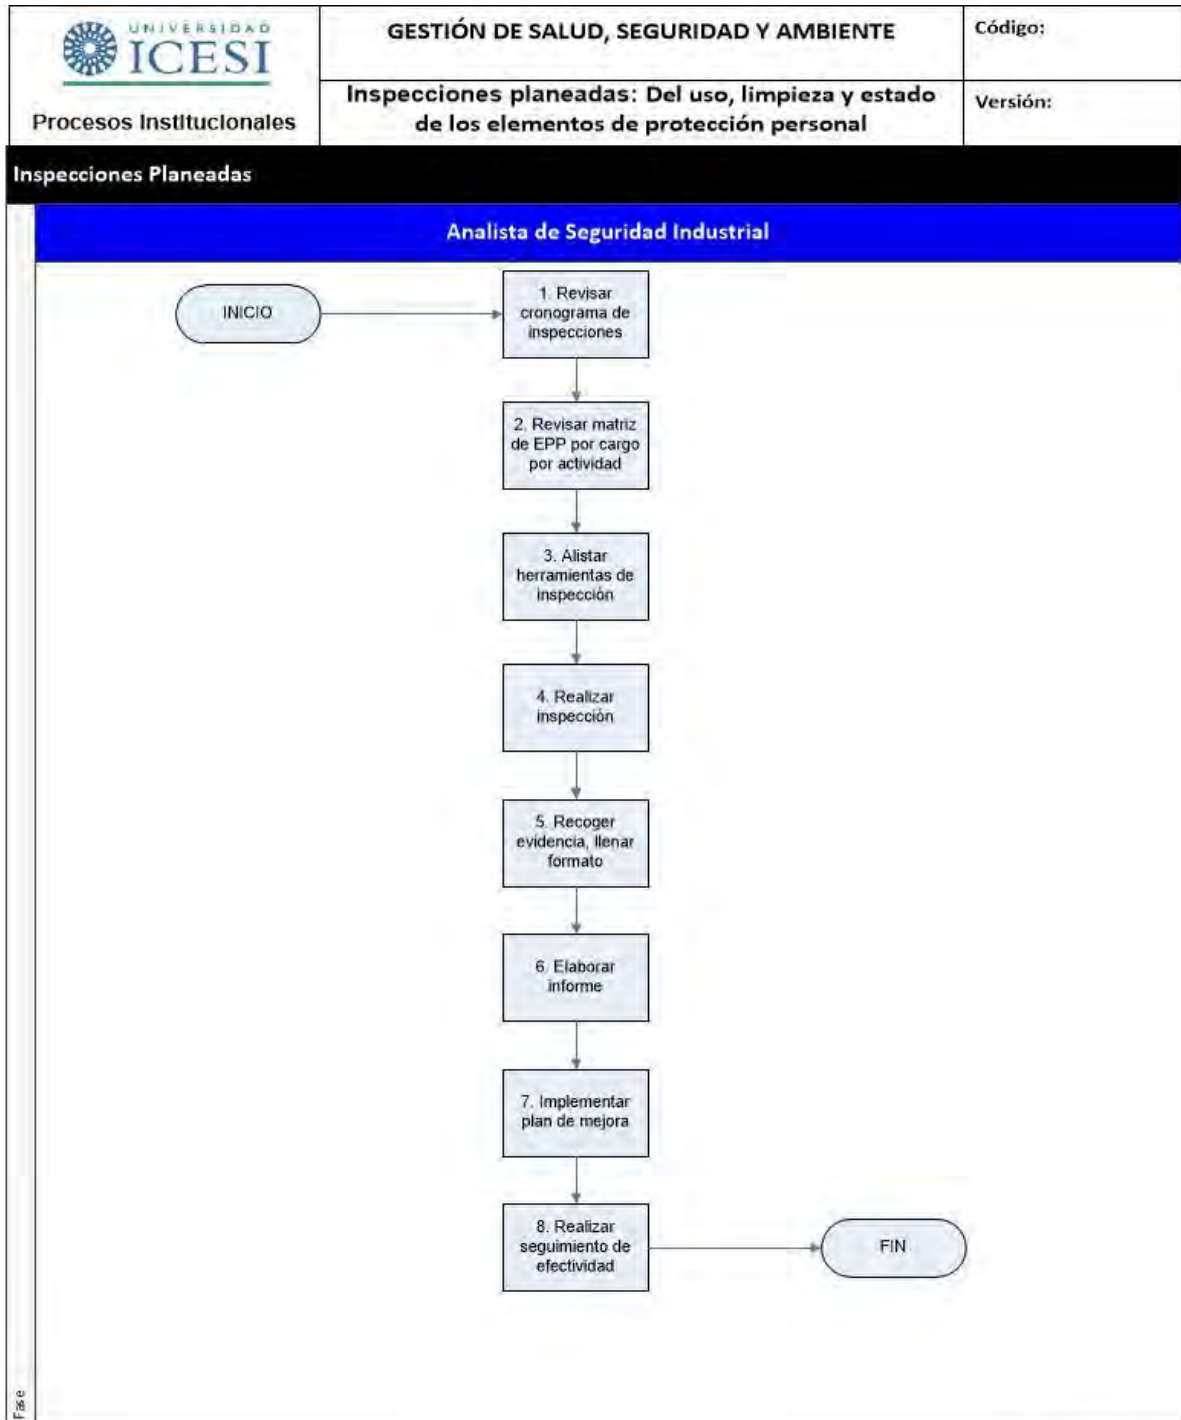 UNIVERSIDAD
ICESI
Procesos Institucionales
GESTIÓN DE SALUD, SEGURIDAD Y AMBIENTE
Código:
Inspecciones planeadas: Del uso, limpieza y estado
de los elementos de protección personal
Versión:
Inspecciones Planeadas
Analista de Seguridad Industrial
INICIO
1. Revisar
cronograma de
inspecciones
2. Revisar matriz
de EPP por cargo
por actividad
3. Alistar
herramientas de
inspección
4. Realizar
inspección
5. Recoger
evidencia, llenar
formato
6. Elaborar
informe
7. Implementar
plan de mejora
8. Realizar
seguimiento de
efectividad
FIN
Fase